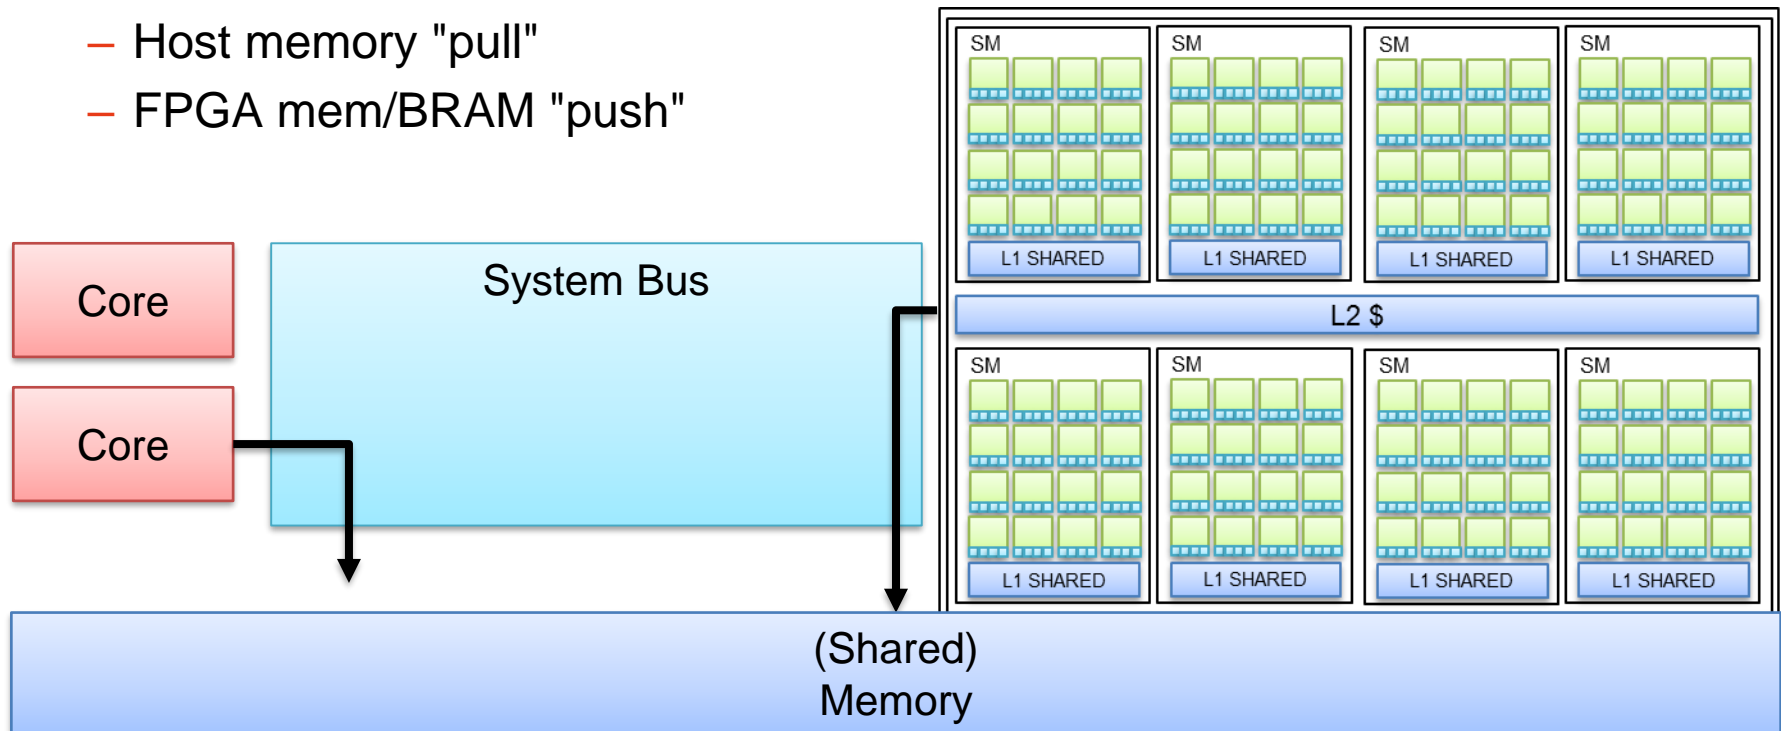 – Host memory "pull"
– FPGA mem/BRAM "push"
SM
SM
SM
SM
L1 SHARED
L1 SHARED
L1 SHARED
L1 SHARED
Core
System Bus
L2 $
Core
SM
SM
SM
SM
L1 SHARED
L1 SHARED
L1 SHARED
L1 SHARED
(Shared)
Memory